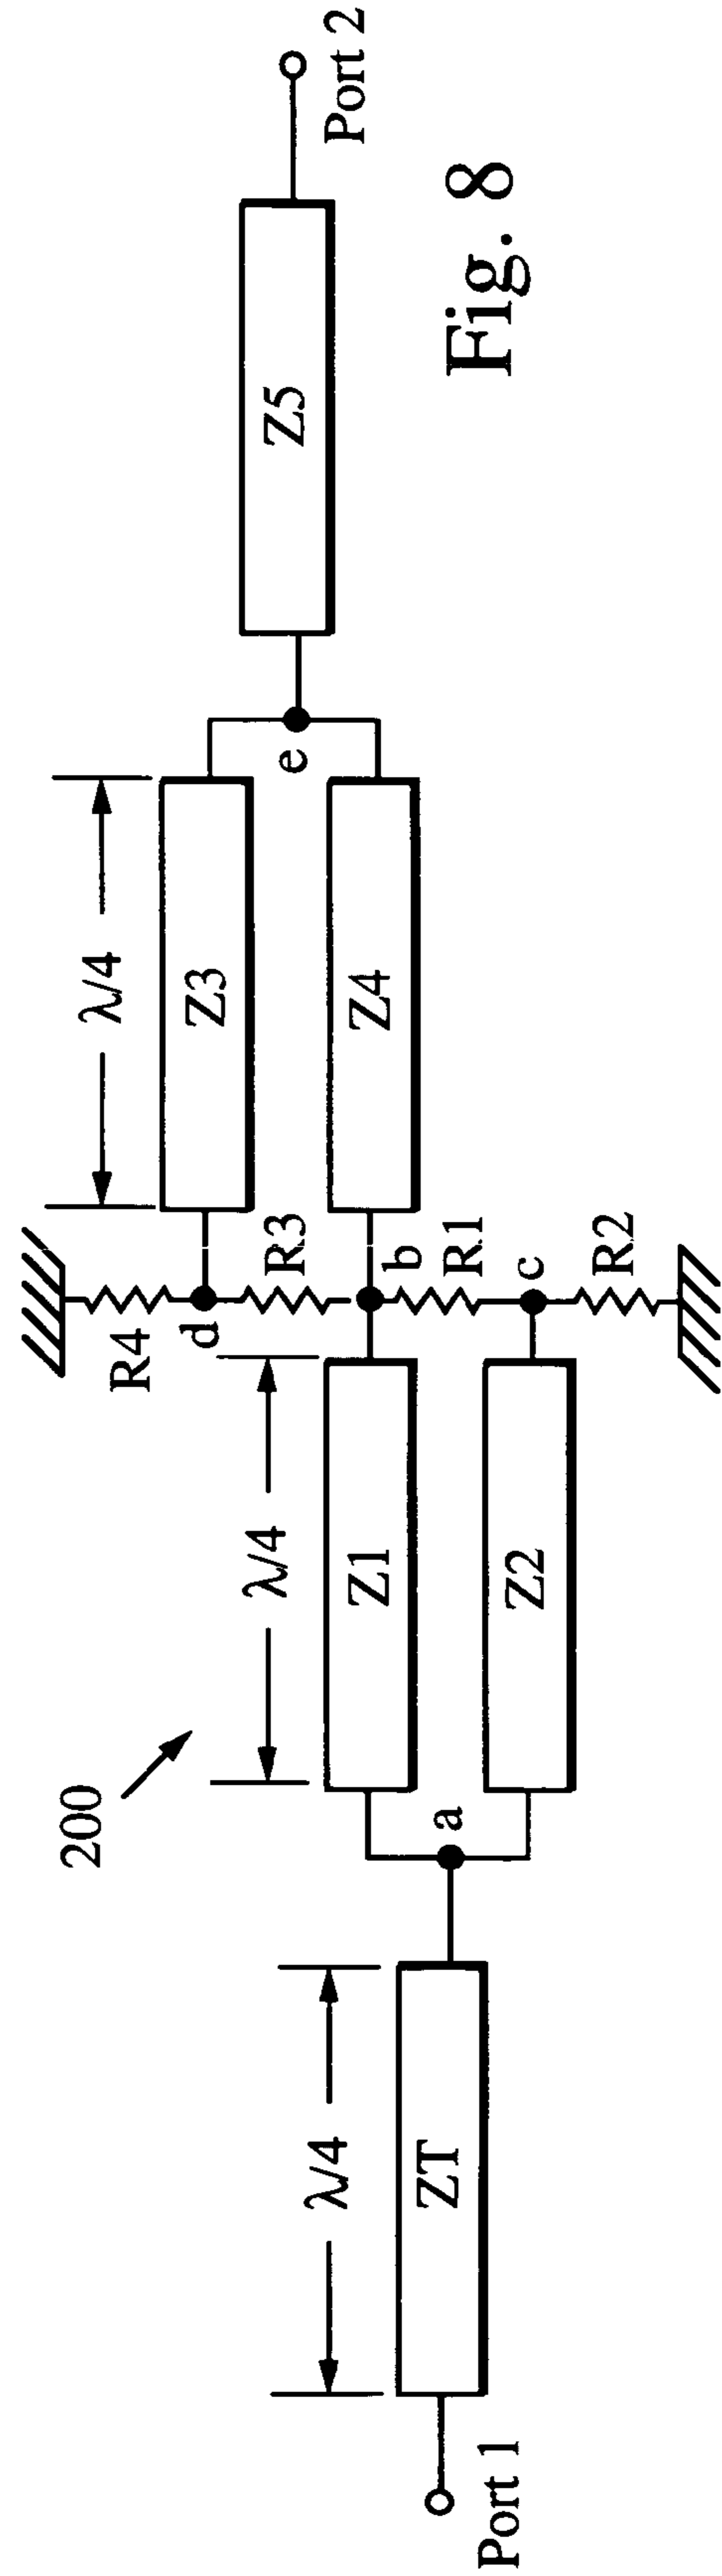 200
Port 1
λ/4
ZT
a
λ/4
Z1
Z2
R4
d
R3
b
R1
c
R2
λ/4
Z3
Z4
e
Z5
Port 2
Fig. 8